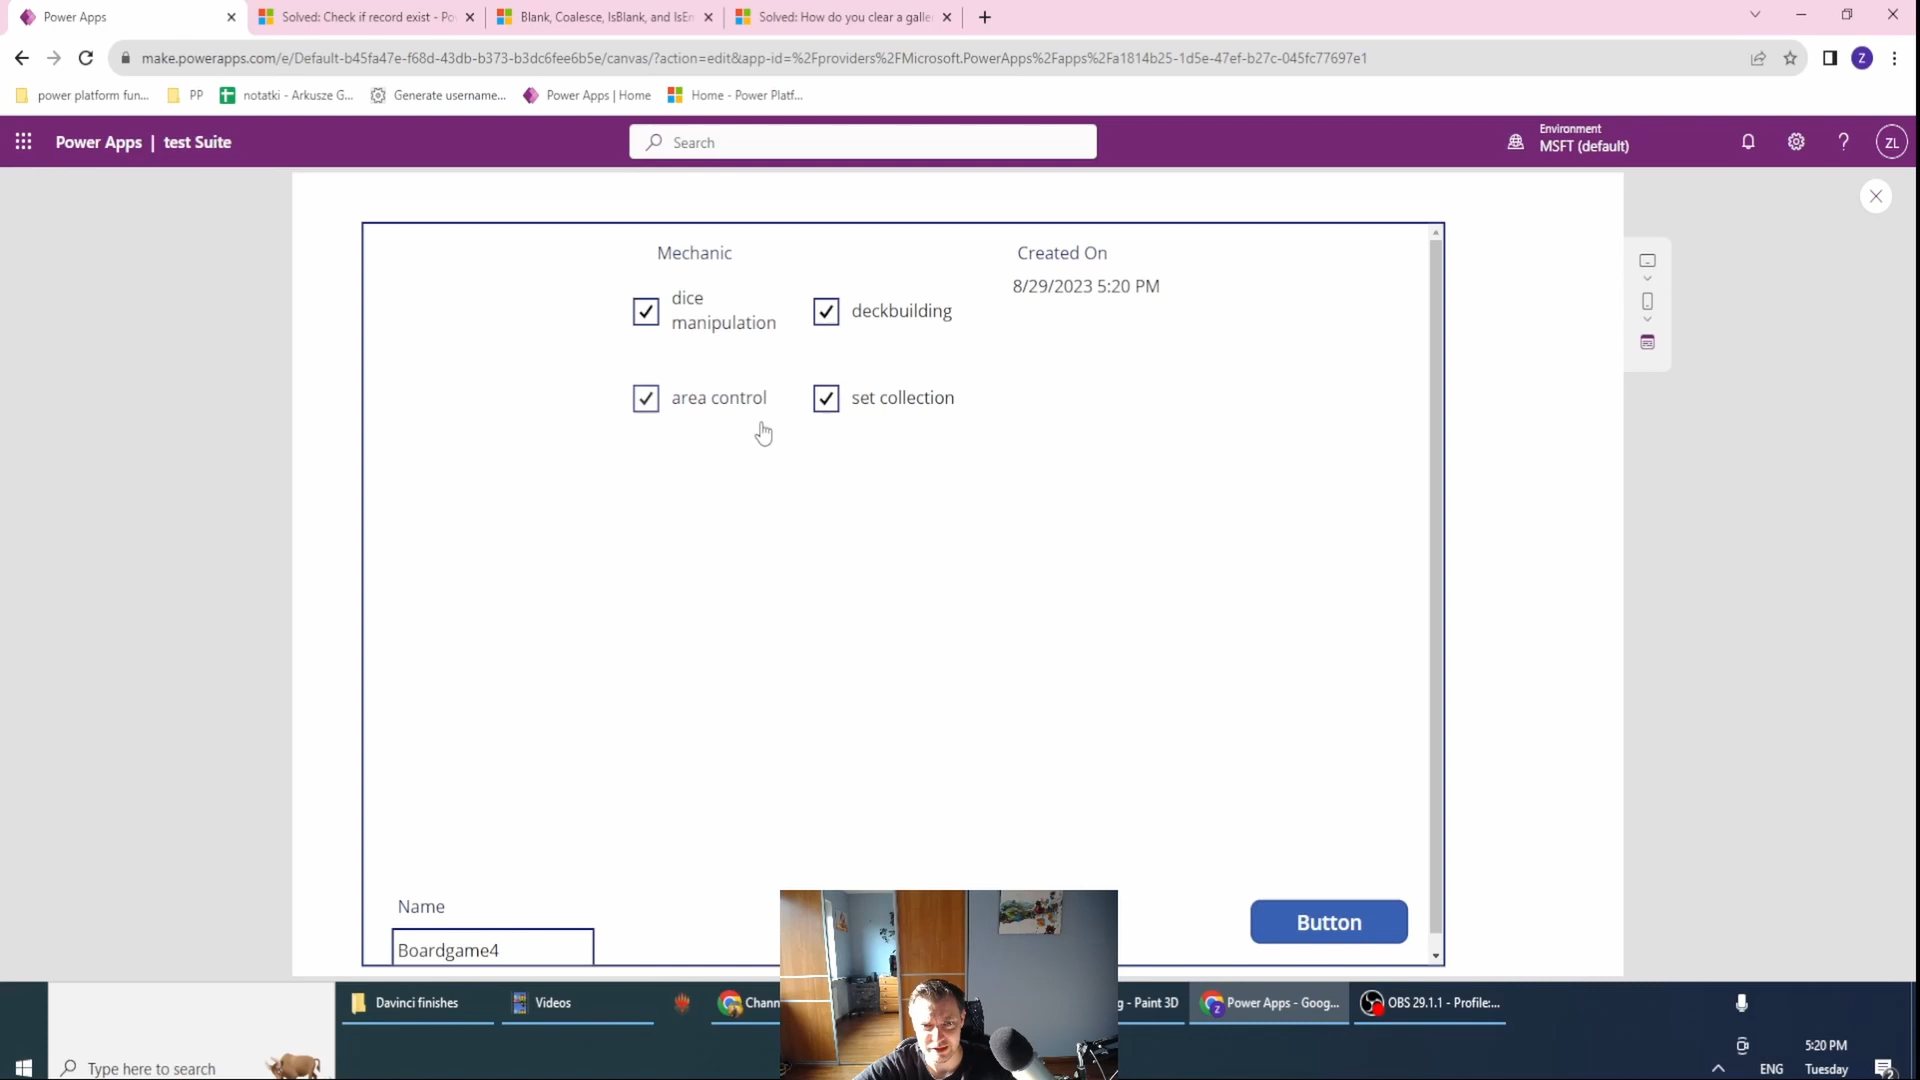 Power Apps
Solved: Check if record exist - Po
Blank, Coalesce, IsBlank, and IsEm
Solved: How do you clear a galle
make.powerapps.com/e/Default-b45fa47e-f68d-43db-b373-b3dc6fee6b5e/canvas/?action=edit&app-id=%2Fproviders%2FMicrosoft.PowerApps%2Fapps%2Fa1814b25-1d5e-47ef-b27c-045fc77697e1
Z
power platform fun...
PP
notatki - Arkusze G...
Generate username...
Power Apps | Home
Home - Power Platf...
Power Apps | test Suite
Search
Environment
MSFT (default)
?
ZL
Mechanic
Created On
8/29/2023 5:20 PM
dice
manipulation
deckbuilding
area control
set collection
Name
Boardgame4
Button
Davinci finishes
Videos
Chann
g - Paint 3D
Power Apps - Goog...
OBS 29.1.1 - Profile:...
Type here to search
5:20 PM
ENG
Tuesday
2